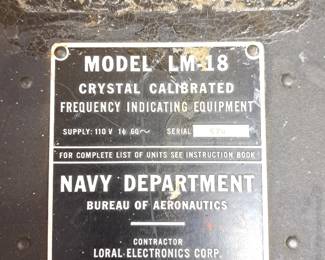 MODEL LM-18
CRYSTAL CALIBRATED
FREQUENCY INDICATING EQUIPMENT
SUPPLY: 110 V 1ϕ 60~ SERIAL
FOR COMPLETE LIST OF UNITS SEE INSTRUCTION BOOK
NAVY DEPARTMENT
BUREAU OF AERONAUTICS
CONTRACTOR
LORAL ELECTRONICS CORP.